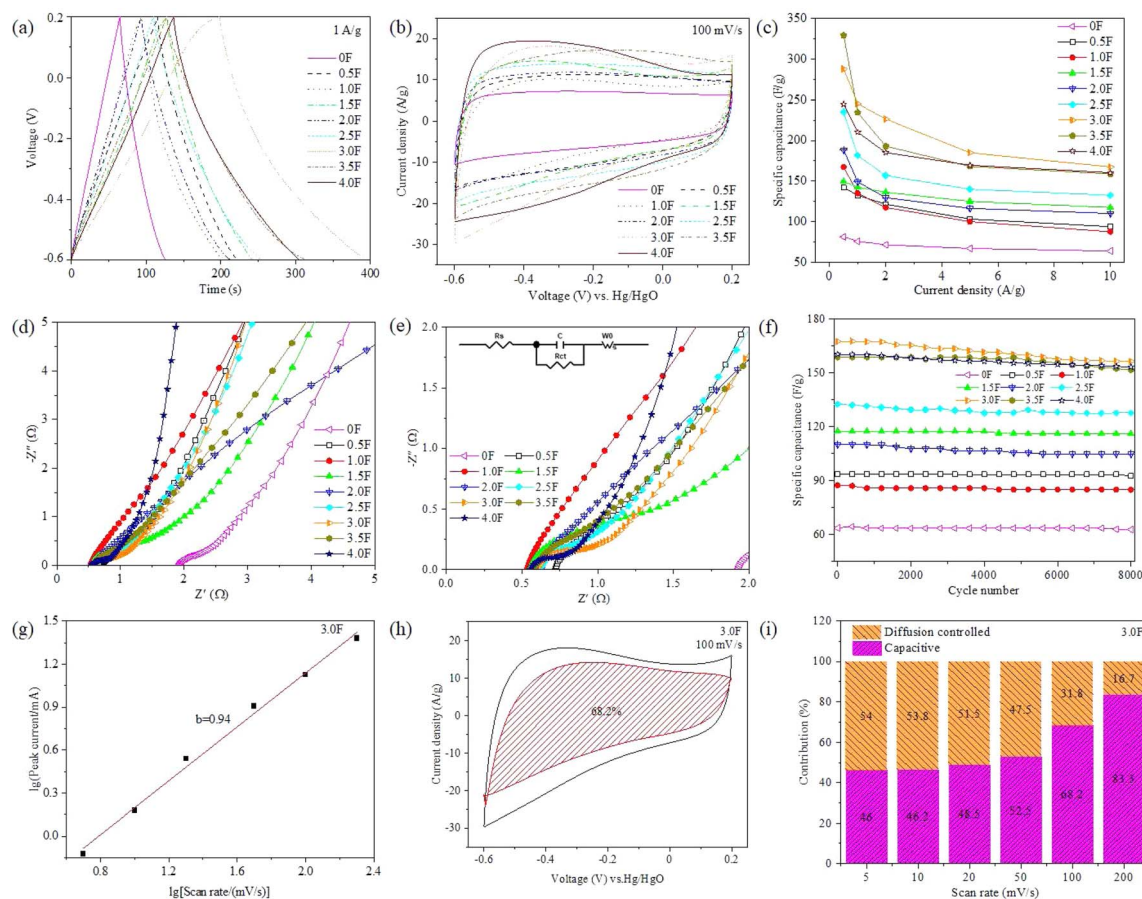 (a)
1 A/g
0F
0.5F
1.0F
1.5F
2.0F
2.5F
3.0F
3.5F
4.0F
Voltage (V)
0.2
0.0
-0.2
-0.4
-0.6
0 100 200 300 400
Time (s)
(b)
100 mV/s
Current density (A/g)
20
10
0
-10
-20
-30
0F 0.5F
1.0F 1.5F
2.0F 2.5F
3.0F 3.5F
4.0F
-0.6 -0.4 -0.2 0.0 0.2
Voltage (V) vs. Hg/HgO
(c)
Specific capacitance (F/g)
350
300
250
200
150
100
50
0F
0.5F
1.0F
1.5F
2.0F
2.5F
3.0F
3.5F
4.0F
0 2 4 6 8 10
Current density (A/g)
(d)
-Z" (Ω)
5
4
3
2
1
0
0F
0.5F
1.0F
1.5F
2.0F
2.5F
3.0F
3.5F
4.0F
0 1 2 3 4 5
Z' (Ω)
(e)
Rs C W0 s
Rct
-Z" (Ω)
2.0
1.5
1.0
0.5
0.0
0F 0.5F
1.0F 1.5F
2.0F 2.5F
3.0F 3.5F
4.0F
0.0 0.5 1.0 1.5 2.0
Z' (Ω)
(f)
Specific capacitance (F/g)
180
150
120
90
60
0F 0.5F 1.0F
1.5F 2.0F 2.5F
3.0F 3.5F 4.0F
0 2000 4000 6000 8000
Cycle number
(g)
3.0F
b=0.94
lg(Peak current/mA)
1.5
1.2
0.9
0.6
0.3
0.0
0.8 1.2 1.6 2.0 2.4
lg[Scan rate/(mV/s)]
(h)
3.0F
100 mV/s
68.2%
Current density (A/g)
20
10
0
-10
-20
-30
-0.6 -0.4 -0.2 0.0 0.2
Voltage (V) vs.Hg/HgO
(i)
3.0F
Diffusion controlled
Capacitive
Contribution (%)
120
100
80
60
40
20
0
54 53.8 51.5 47.5 31.8 16.7
46 46.2 48.5 52.5 68.2 83.3
5 10 20 50 100 200
Scan rate (mV/s)